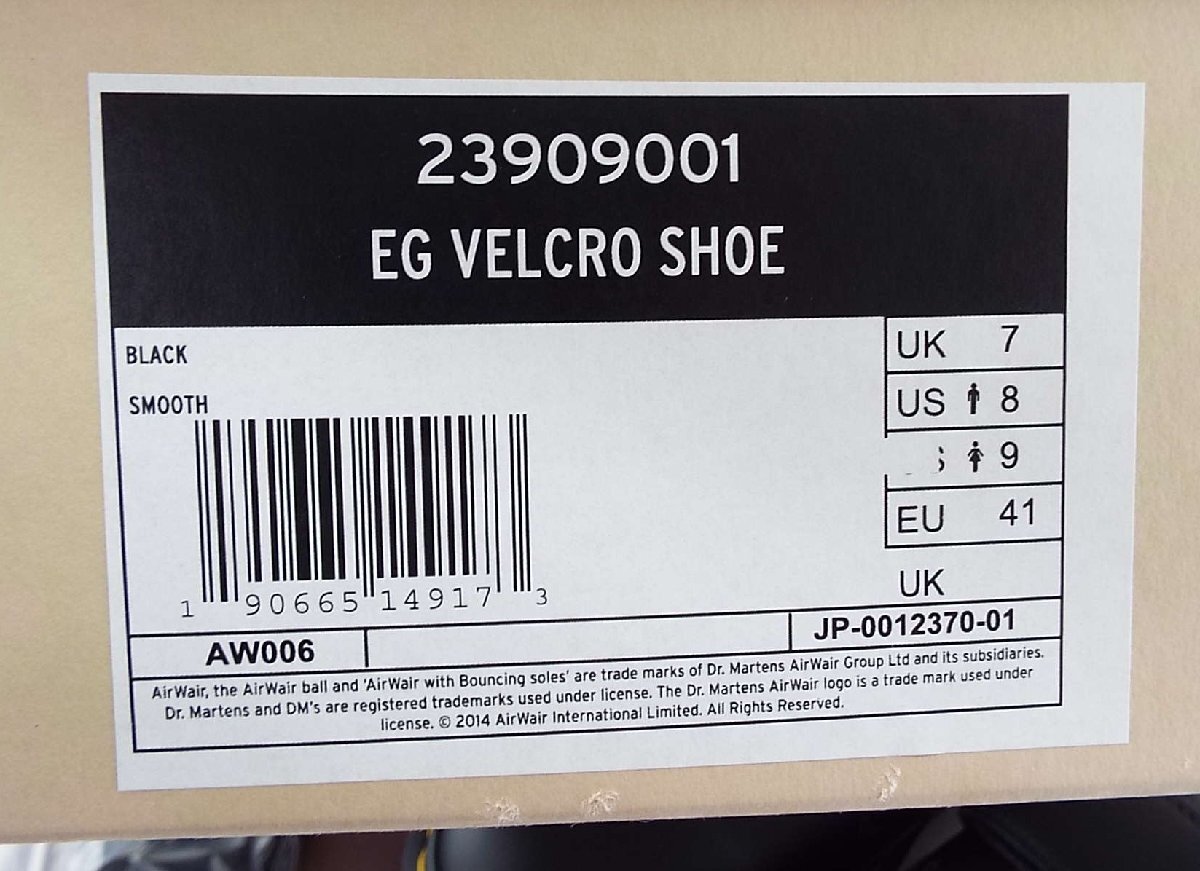 23909001
EG VELCRO SHOE
BLACK
SMOOTH
UK 7
US 8
9
EU 41
UK
1 90665 14917 3
AW006
JP-0012370-01
AirWair, the AirWair ball and 'AirWair with Bouncing soles' are trade marks of Dr. Martens AirWair Group Ltd and its subsidiaries.
Dr. Martens and DM's are registered trademarks used under license. The Dr. Martens AirWair logo is a trade mark used under
license. © 2014 AirWair International Limited. All Rights Reserved.